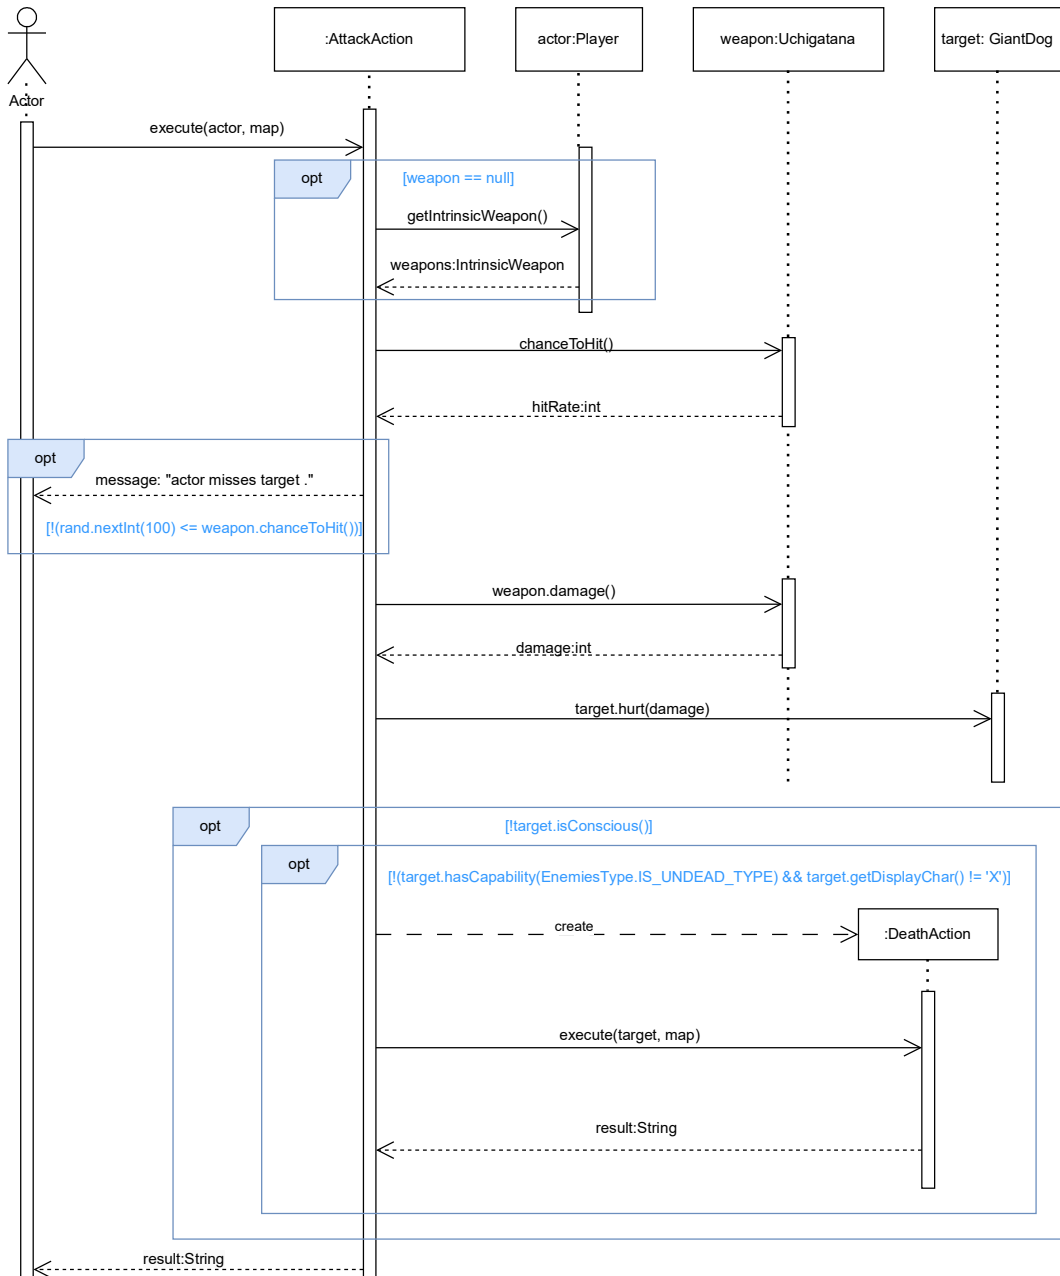 :AttackAction
actor:Player
weapon:Uchigatana
target: GiantDog
Actor
execute(actor, map)
opt
[weapon == null]
getIntrinsicWeapon()
weapons:IntrinsicWeapon
chanceToHit()
hitRate:int
opt
message: "actor misses target ."
[!(rand.nextInt(100) <= weapon.chanceToHit())]
weapon.damage()
damage:int
target.hurt(damage)
opt
[!target.isConscious()]
opt
[!(target.hasCapability(EnemiesType.IS_UNDEAD_TYPE) && target.getDisplayChar() != 'X')]
create
:DeathAction
execute(target, map)
result:String
result:String